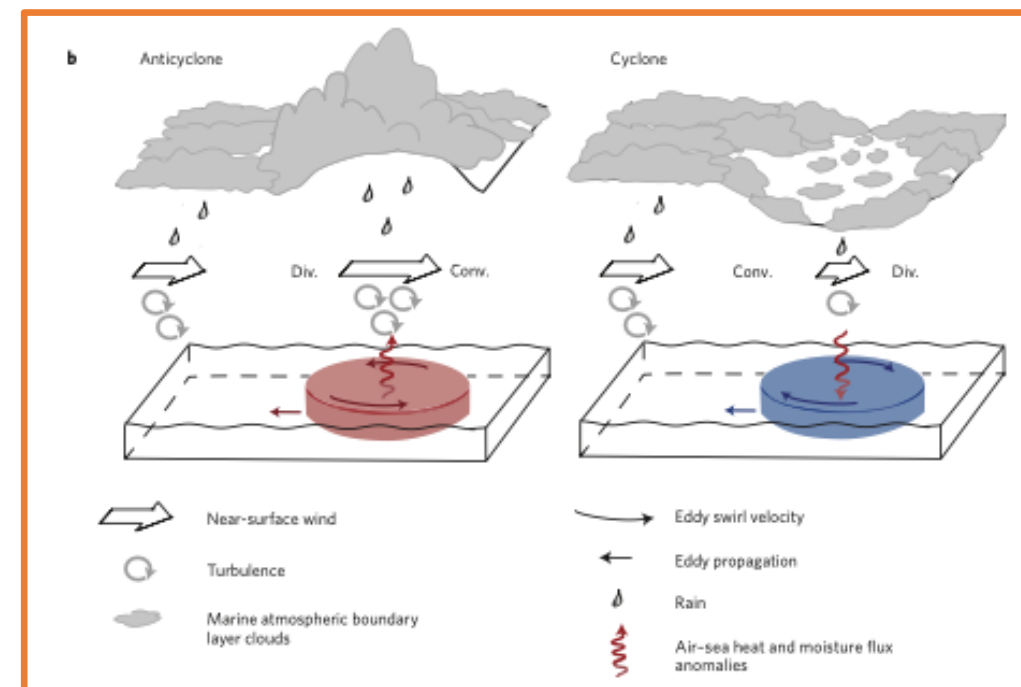 b
Anticyclone
Cyclone
Div.
Conv.
Conv.
Div.
Near-surface wind
Turbulence
Marine atmospheric boundary
layer clouds
Eddy swirl velocity
Eddy propagation
Rain
Air–sea heat and moisture flux
anomalies